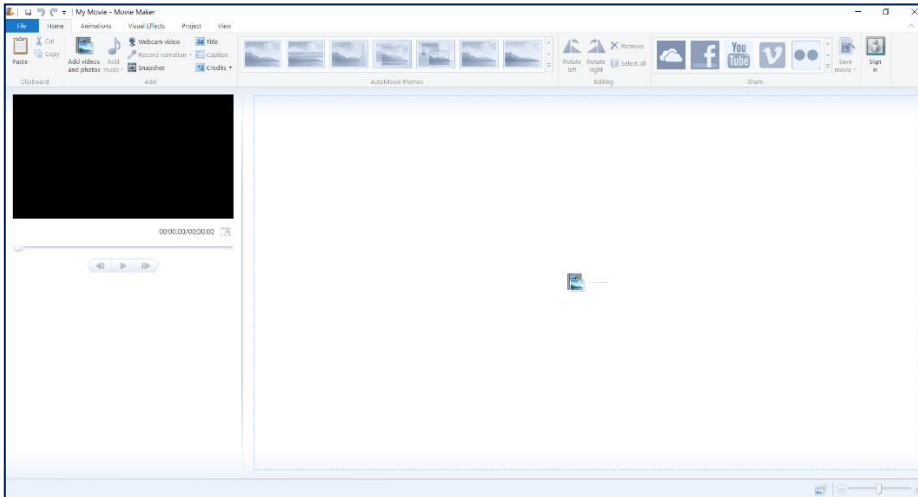 My Movie - Movie Maker
File Home Animations Visual Effects Project View
Paste
Cut
Copy
Clipboard
Add videos and photos
Add music
Webcam video
Record narration
Snapshot
Title
Caption
Credits
Add
AutoMovie themes
Rotate left
Rotate right
Remove
Select all
Editing
f
You Tube
V
Share
Save movie
Sign in
00:00.00/00:00.00